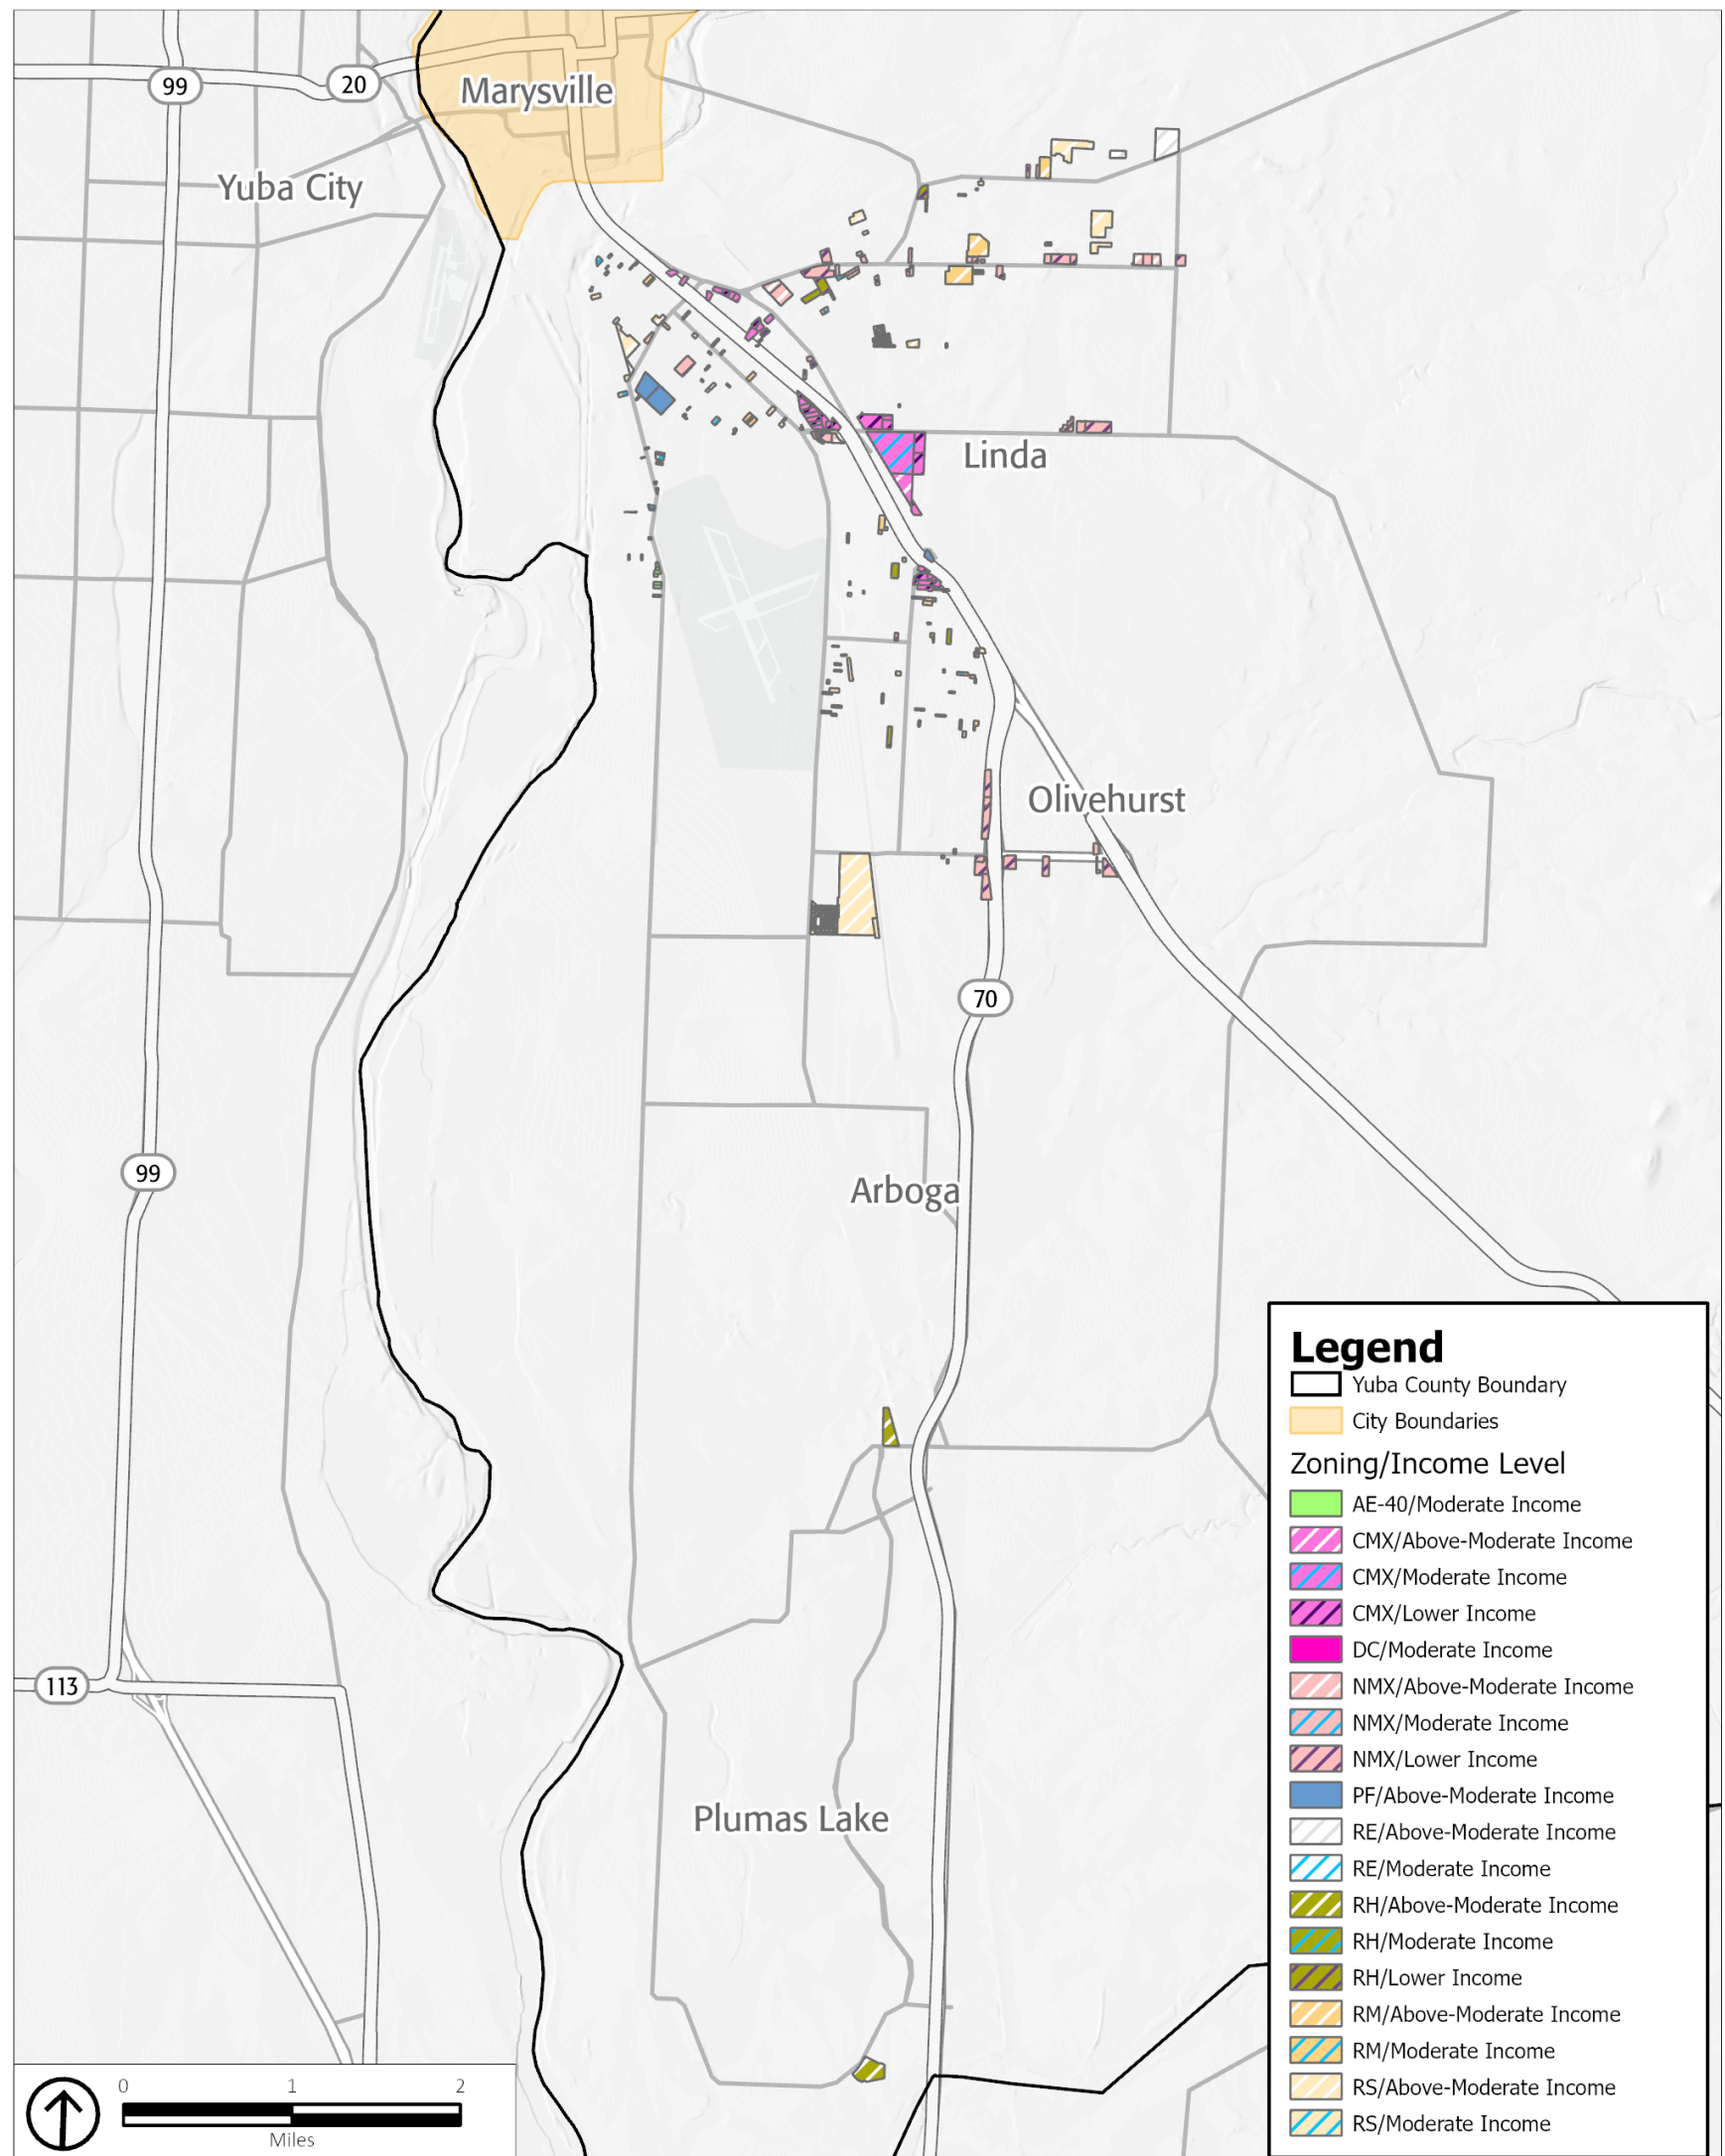 Marysville
99
20
Yuba City
Linda
Olivehurst
70
99
Arboga
113
Plumas Lake
Legend
Yuba County Boundary
City Boundaries
Zoning/Income Level
AE-40/Moderate Income
CMX/Above-Moderate Income
CMX/Moderate Income
CMX/Lower Income
DC/Moderate Income
NMX/Above-Moderate Income
NMX/Moderate Income
NMX/Lower Income
PF/Above-Moderate Income
RE/Above-Moderate Income
RE/Moderate Income
RH/Above-Moderate Income
RH/Moderate Income
RH/Lower Income
RM/Above-Moderate Income
RM/Moderate Income
RS/Above-Moderate Income
RS/Moderate Income
0 1 2
Miles